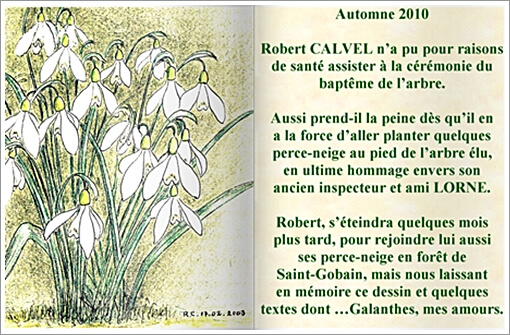 Automne 2010
Robert CALVEL n'a pu pour raisons
de santé assister à la cérémonie du
baptême de l'arbre.
Aussi prend-il la peine dès qu'il en
a la force d'aller planter quelques
perce-neige au pied de l'arbre élu,
en ultime hommage envers son
ancien inspecteur et ami LORNE.
Robert, s'éteindra quelques mois
plus tard, pour rejoindre lui aussi
ses perce-neige en forêt de
Saint-Gobain, mais nous laissant
en mémoire ce dessin et quelques
textes dont …Galanthes, mes amours.
R.C. 17.02. 2003